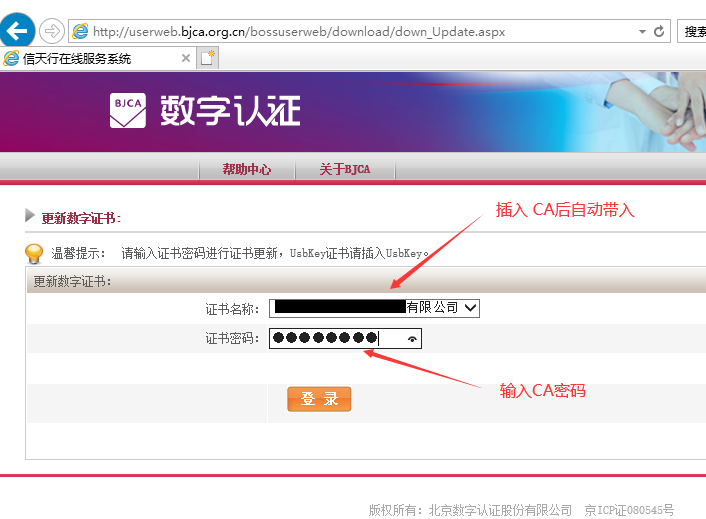 http://userweb.bjca.org.cn/bossuserweb/download/down_Update.aspx
搜索
信天行在线服务系统
BJCA 数字认证
帮助中心 关于BJCA
插入 CA后自动带入
更新数字证书:
温馨提示: 请输入证书密码进行证书更新, UsbKey证书请插入UsbKey。
更新数字证书:
证书名称: 有限公司
证书密码: ●●●●●●●●
输入CA密码
登 录
版权所有: 北京数字认证股份有限公司 京ICP证080545号